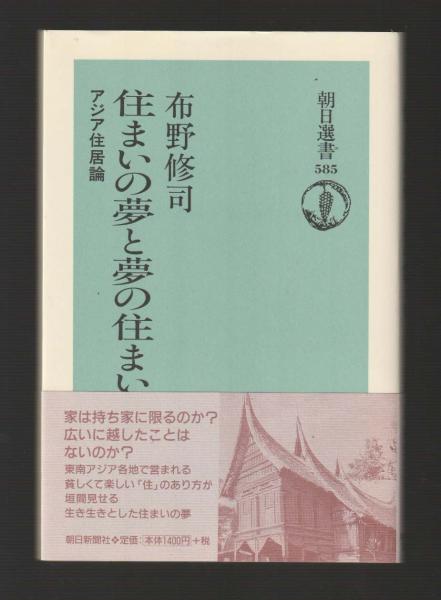 朝日選書
585
布野修司
住まいの夢と夢の住まい
アジア住居論
家は持ち家に限るのか?
広いに越したことは
ないのか?
東南アジア各地で営まれる
貧しくて楽しい「住」のあり方が
垣間見せる
生き生きとした住まいの夢
朝日新聞社❖定価:本体1400円+税